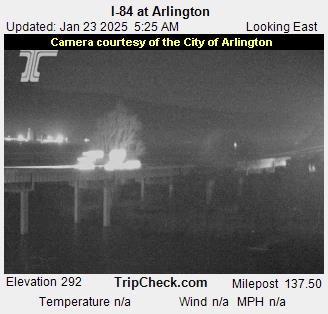 I-84 at Arlington
Updated: Jan 23 2025 5:25 AM Looking East
Camera courtesy of the City of Arlington
Elevation 292 TripCheck.com Milepost 137.50
Temperature n/a Wind n/a MPH n/a